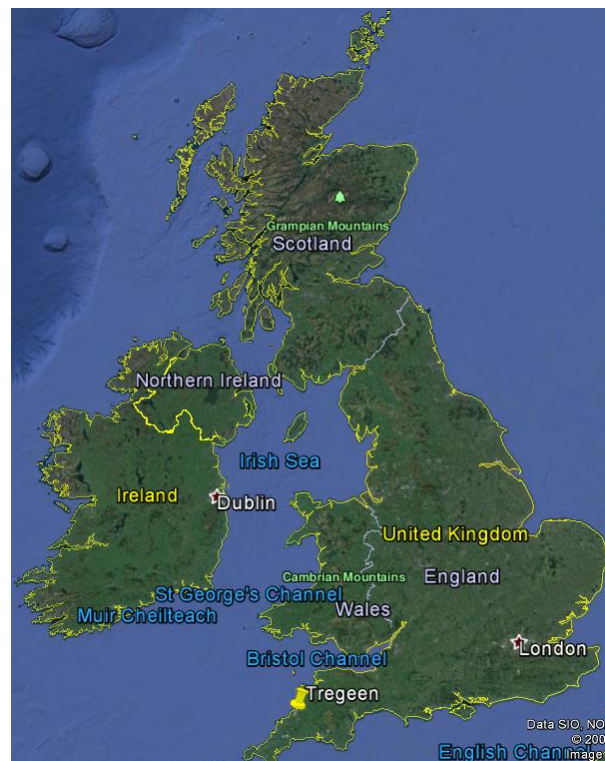 Grampian Mountains
Scotland
Northern Ireland
Irish Sea
Ireland
Dublin
United Kingdom
Cambrian Mountains
England
St George's Channel
Muir Cheilteach
Wales
London
Bristol Channel
Tregeen
Data SIO, NO
© 200
English Channel
Image